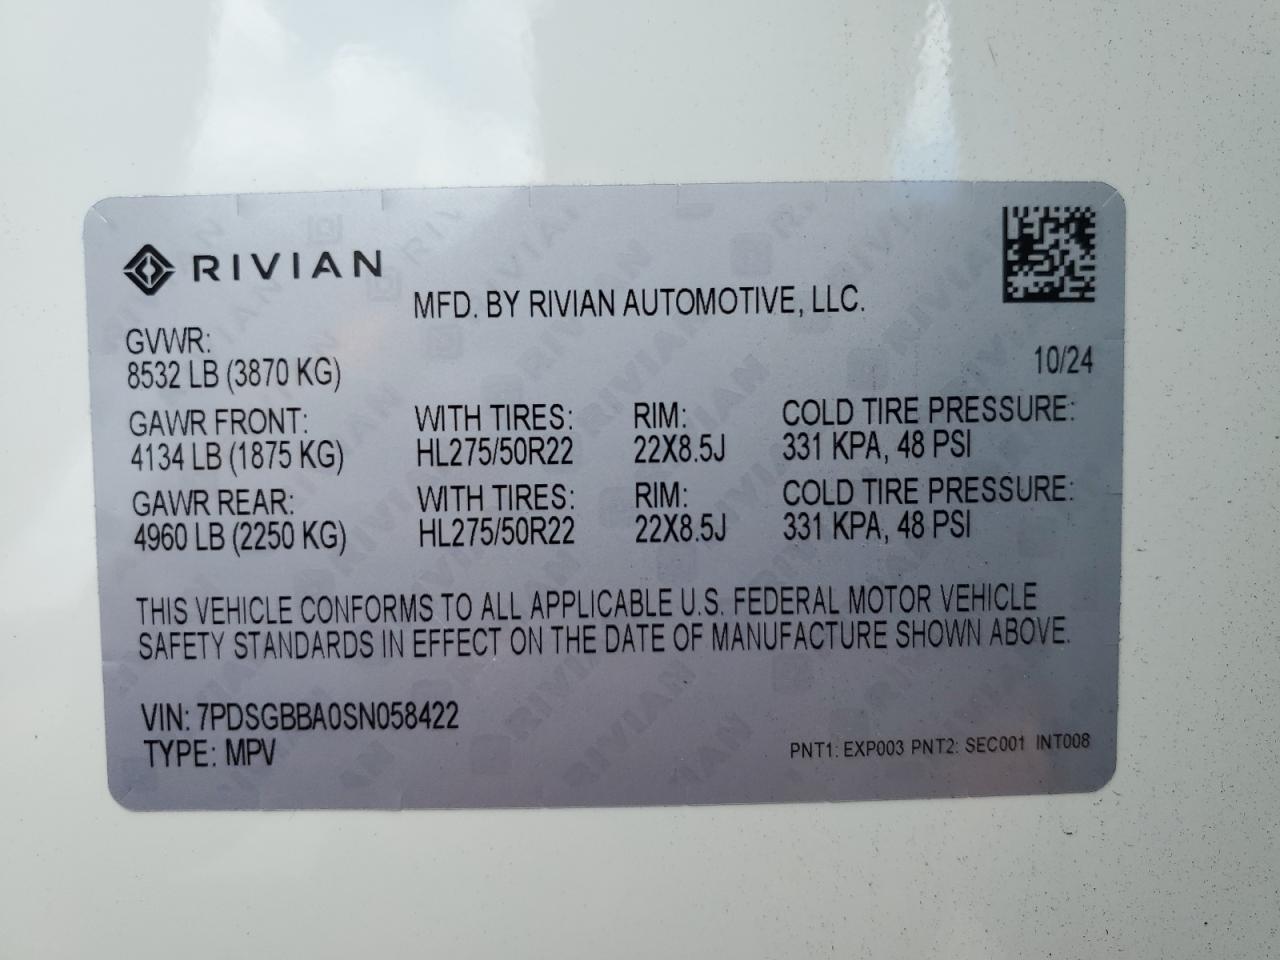 RIVIAN
MFD. BY RIVIAN AUTOMOTIVE, LLC.
GVWR:
8532 LB (3870 KG)
10/24
GAWR FRONT: WITH TIRES: RIM: COLD TIRE PRESSURE:
4134 LB (1875 KG) HL275/50R22 22X8.5J 331 KPA, 48 PSI
GAWR REAR: WITH TIRES: RIM: COLD TIRE PRESSURE:
4960 LB (2250 KG) HL275/50R22 22X8.5J 331 KPA, 48 PSI
THIS VEHICLE CONFORMS TO ALL APPLICABLE U.S. FEDERAL MOTOR VEHICLE
SAFETY STANDARDS IN EFFECT ON THE DATE OF MANUFACTURE SHOWN ABOVE.
VIN: 7PDSGBBA0SN058422
TYPE: MPV
PNT1: EXP003 PNT2: SEC001 INT008